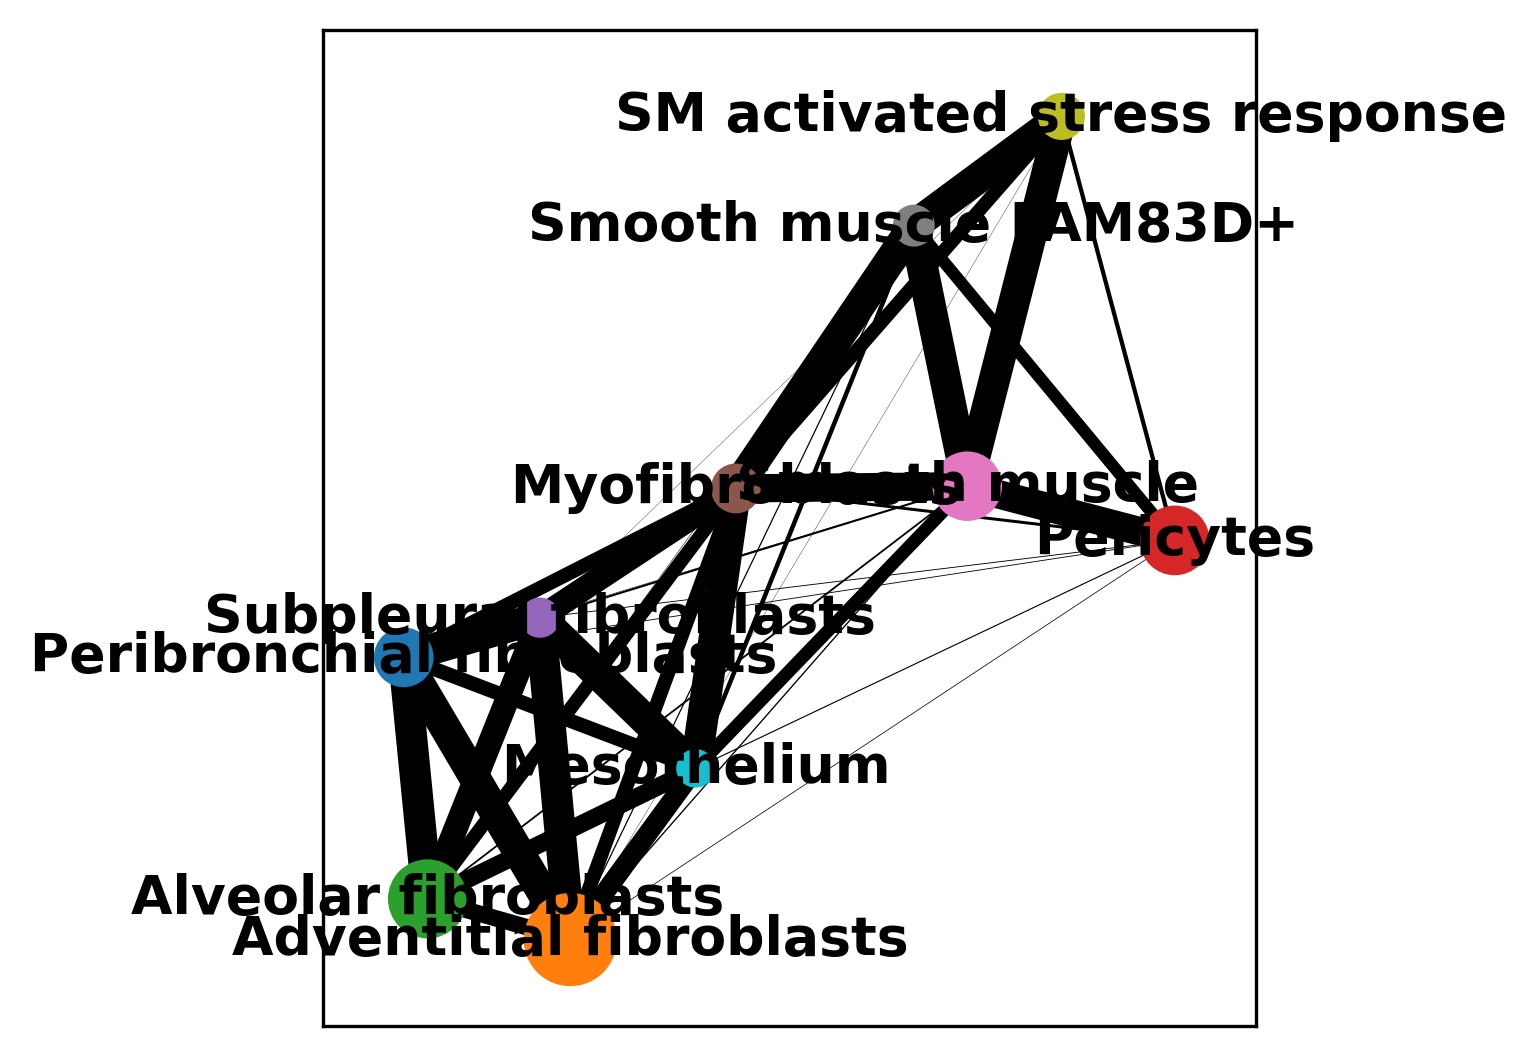 SM activated stress response
Smooth muscle FAM83D+
Myofibroblasts
Smooth muscle
Pericytes
Subpleural fibroblasts
Peribronchial fibroblasts
Mesothelium
Alveolar fibroblasts
Adventitial fibroblasts